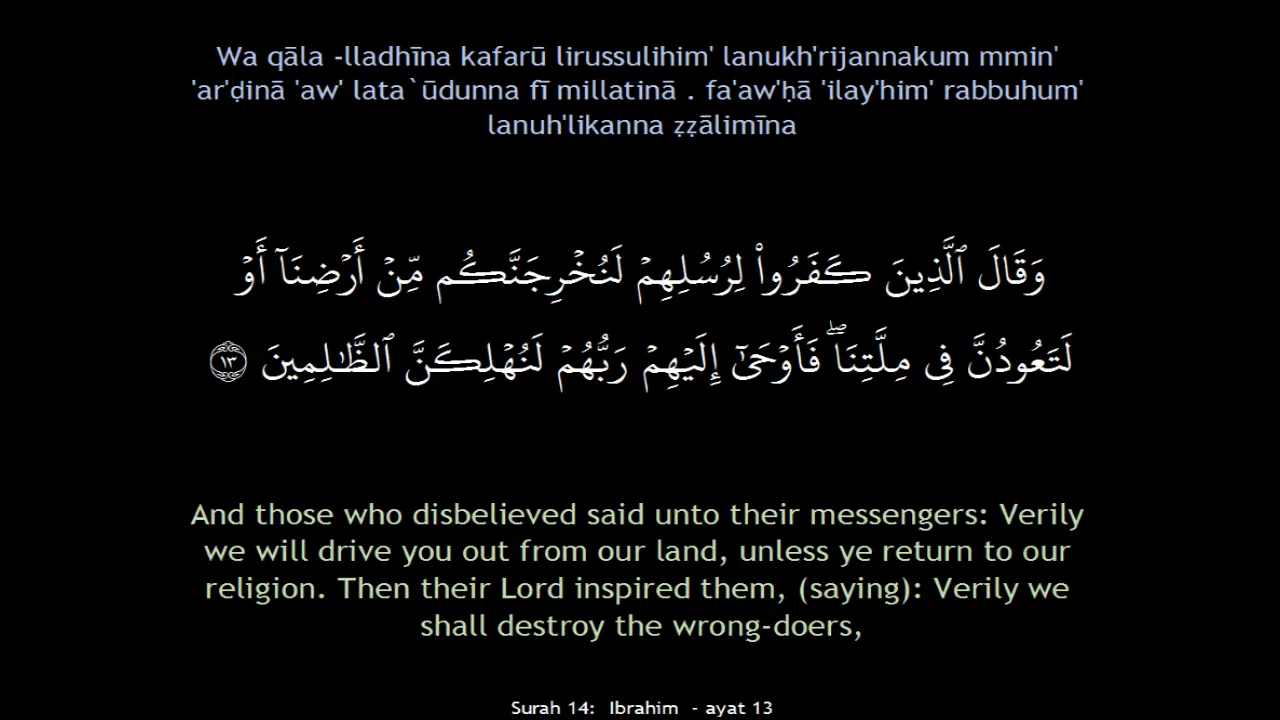 Wa qāla -lladhīna kafarū lirussulihim' lanukh'rijannakum mmin'
'ar'ḍinā 'aw' lata`ūdunna fī millatinā . fa'aw'ḥā 'ilay'him' rabbuhum'
lanuh'likanna ẓẓālimīna
وَقَالَ ٱلَّذِينَ كَفَرُوا۟ لِرُسُلِهِمْ لَنُخْرِجَنَّكُم مِّنْ أَرْضِنَآ أَوْ
لَتَعُودُنَّ فِى مِلَّتِنَا ۖ فَأَوْحَىٰٓ إِلَيْهِمْ رَبُّهُمْ لَنُهْلِكَنَّ ٱلظَّـٰلِمِينَ ١٣
And those who disbelieved said unto their messengers: Verily
we will drive you out from our land, unless ye return to our
religion. Then their Lord inspired them, (saying): Verily we
shall destroy the wrong-doers,
Surah 14: Ibrahim - ayat 13